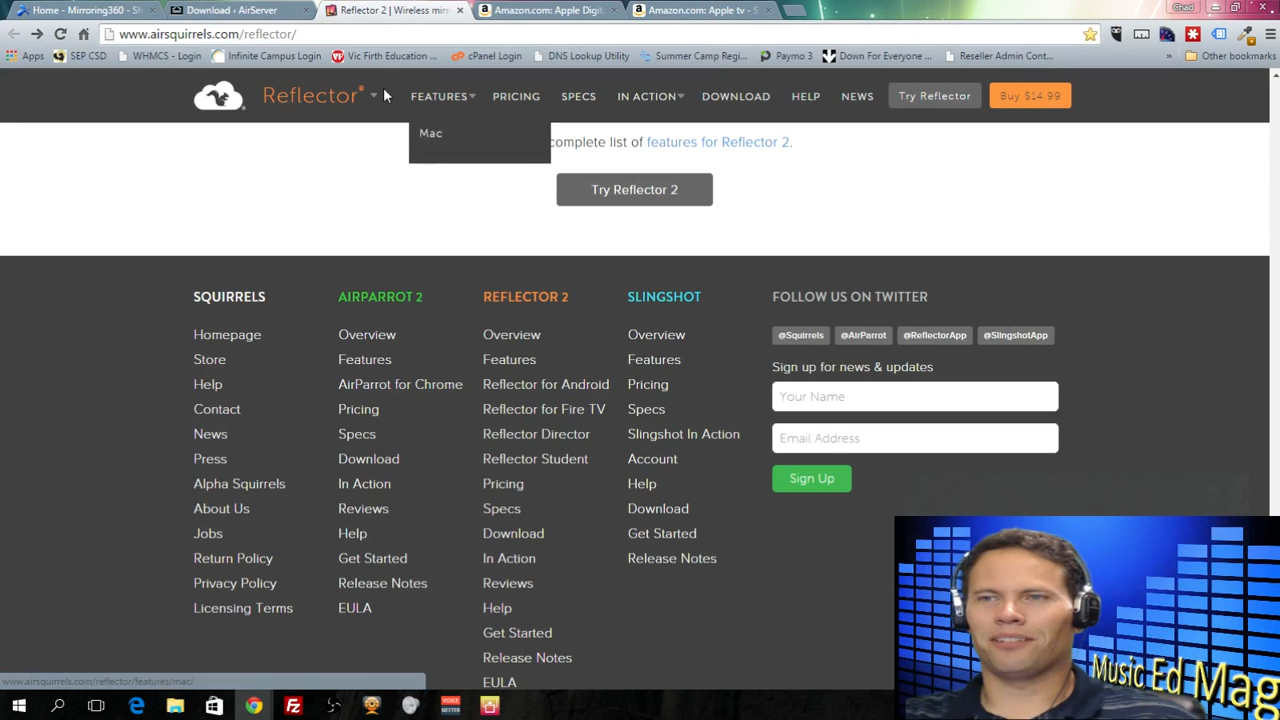 Home - Mirroring360 - Sh
Download ‹ AirServer
Reflector 2 | Wireless mirr
Amazon.com: Apple Digit
Amazon.com: Apple tv - S
Chad
www.airsquirrels.com/reflector/
Apps
SEP CSD
WHMCS - Login
Infinite Campus Login
Vic Firth Education ...
cPanel Login
DNS Lookup Utility
Summer Camp Regi...
Paymo 3
Down For Everyone ...
Reseller Admin Cont...
»
Other bookmarks
Reflector®
FEATURES
PRICING
SPECS
IN ACTION
DOWNLOAD
HELP
NEWS
Try Reflector
Buy $14.99
Mac
complete list of features for Reflector 2.
Try Reflector 2
SQUIRRELS
Homepage
Store
Help
Contact
News
Press
Alpha Squirrels
About Us
Jobs
Return Policy
Privacy Policy
Licensing Terms
AIRPARROT 2
Overview
Features
AirParrot for Chrome
Pricing
Specs
Download
In Action
Reviews
Help
Get Started
Release Notes
EULA
REFLECTOR 2
Overview
Features
Reflector for Android
Reflector for Fire TV
Reflector Director
Reflector Student
Pricing
Specs
Download
In Action
Reviews
Help
Get Started
Release Notes
EULA
SLINGSHOT
Overview
Features
Pricing
Specs
Slingshot In Action
Account
Help
Download
Get Started
Release Notes
FOLLOW US ON TWITTER
@Squirrels
@AirParrot
@ReflectorApp
@SlingshotApp
Sign up for news & updates
Your Name
Email Address
Sign Up
www.airsquirrels.com/reflector/features/mac/
VOICE
MEETER
Music Ed Mag